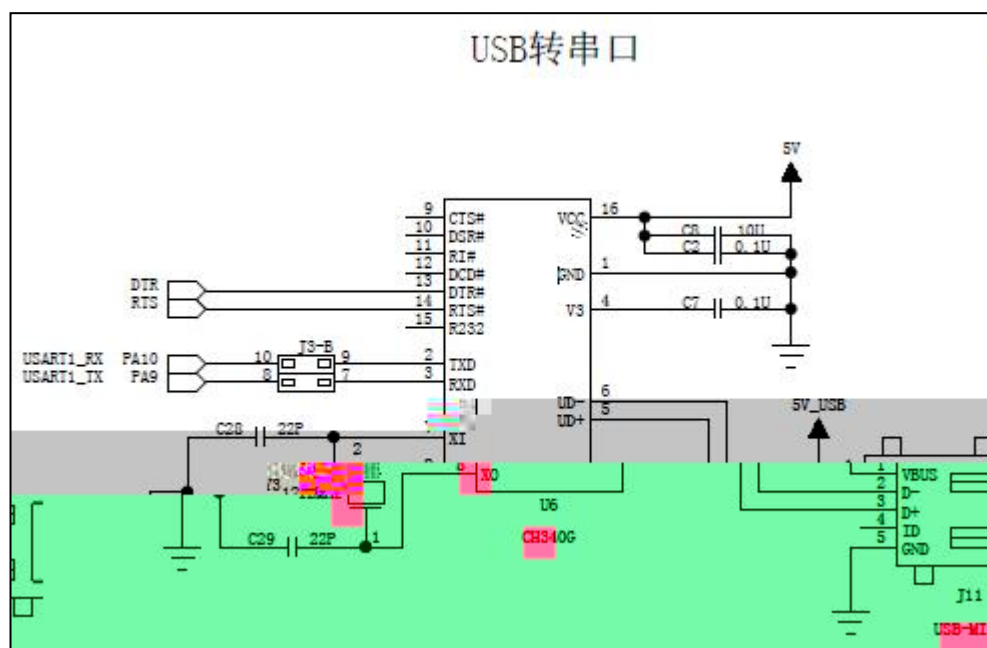 USB转串口
5V
9 CTS#
10 DSR#
11 RI#
12 DCD#
DTR 13 DTR#
RTS 14 RTS#
15 R232
16 VCC
C8 10U
C2 0.1U
1 GND
4 V3 C7 0.1U
J3-B
USART1_RX PA10 10 9 2 TXD
USART1_TX PA9 8 7 3 RXD
6 UD-
5 UD+
5V_USB
C28 22P XI
2
XO
U6
CH340G
C29 22P 1
1 VBUS
2 D-
3 D+
4 ID
5 GND
J11
USB-MI